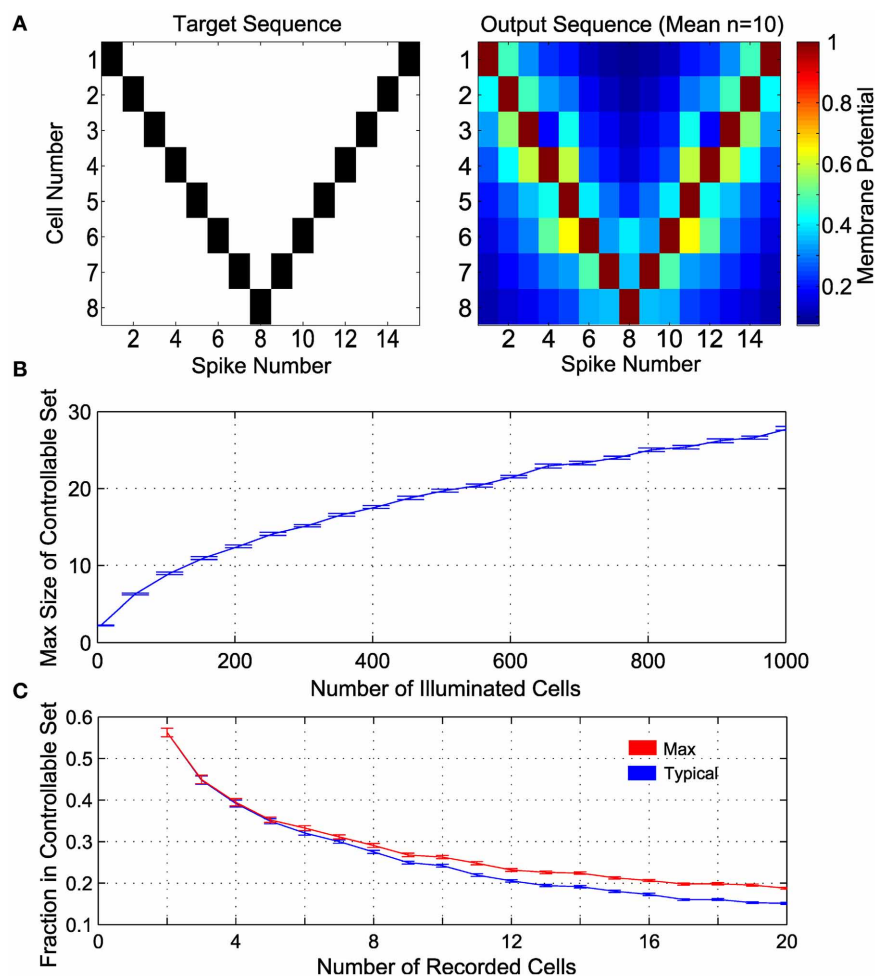 A
Target Sequence
Output Sequence (Mean n=10)
Cell Number
1
2
3
4
5
6
7
8
2 4 6 8 10 12 14
Spike Number
1
2
3
4
5
6
7
8
2 4 6 8 10 12 14
Spike Number
1
0.8
0.6
0.4
0.2
Membrane Potential
B
Max Size of Controllable Set
30
20
10
0
0 200 400 600 800 1000
Number of Illuminated Cells
C
Fraction in Controllable Set
0.6
0.5
0.4
0.3
0.2
0.1
Max
Typical
0 4 8 12 16 20
Number of Recorded Cells